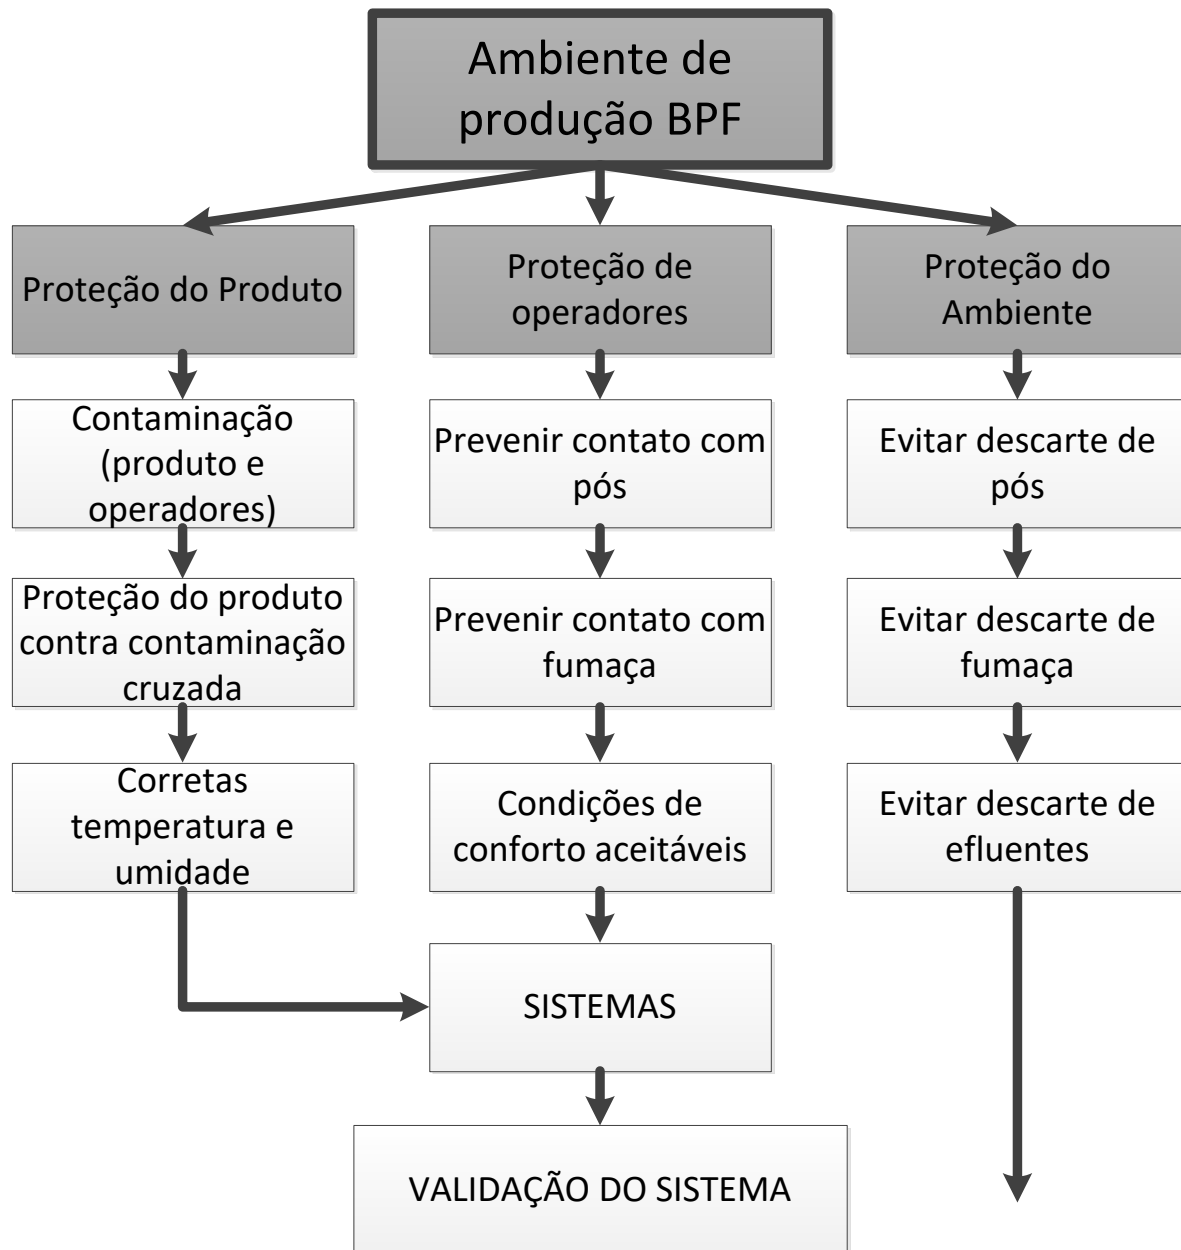 Ambiente de
produção BPF
Proteção do Produto
Proteção de
operadores
Proteção do
Ambiente
Contaminação
(produto e
operadores)
Prevenir contato com
pós
Evitar descarte de
pós
Proteção do produto
contra contaminação
cruzada
Prevenir contato com
fumaça
Evitar descarte de
fumaça
Corretas
temperatura e
umidade
Condições de
conforto aceitáveis
Evitar descarte de
efluentes
SISTEMAS
VALIDAÇÃO DO SISTEMA